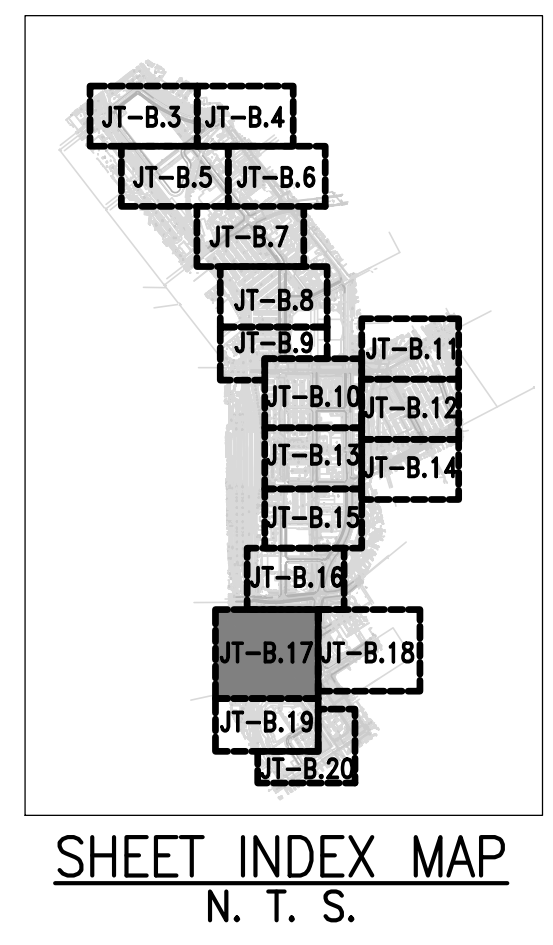 JT-B.3 JT-B.4
JT-B.5 JT-B.6
JT-B.7
JT-B.8
JT-B.9
JT-B.11
JT-B.10
JT-B.12
JT-B.13
JT-B.14
JT-B.15
JT-B.16
JT-B.17 JT-B.18
JT-B.19
JT-B.20
SHEET INDEX MAP
N. T. S.